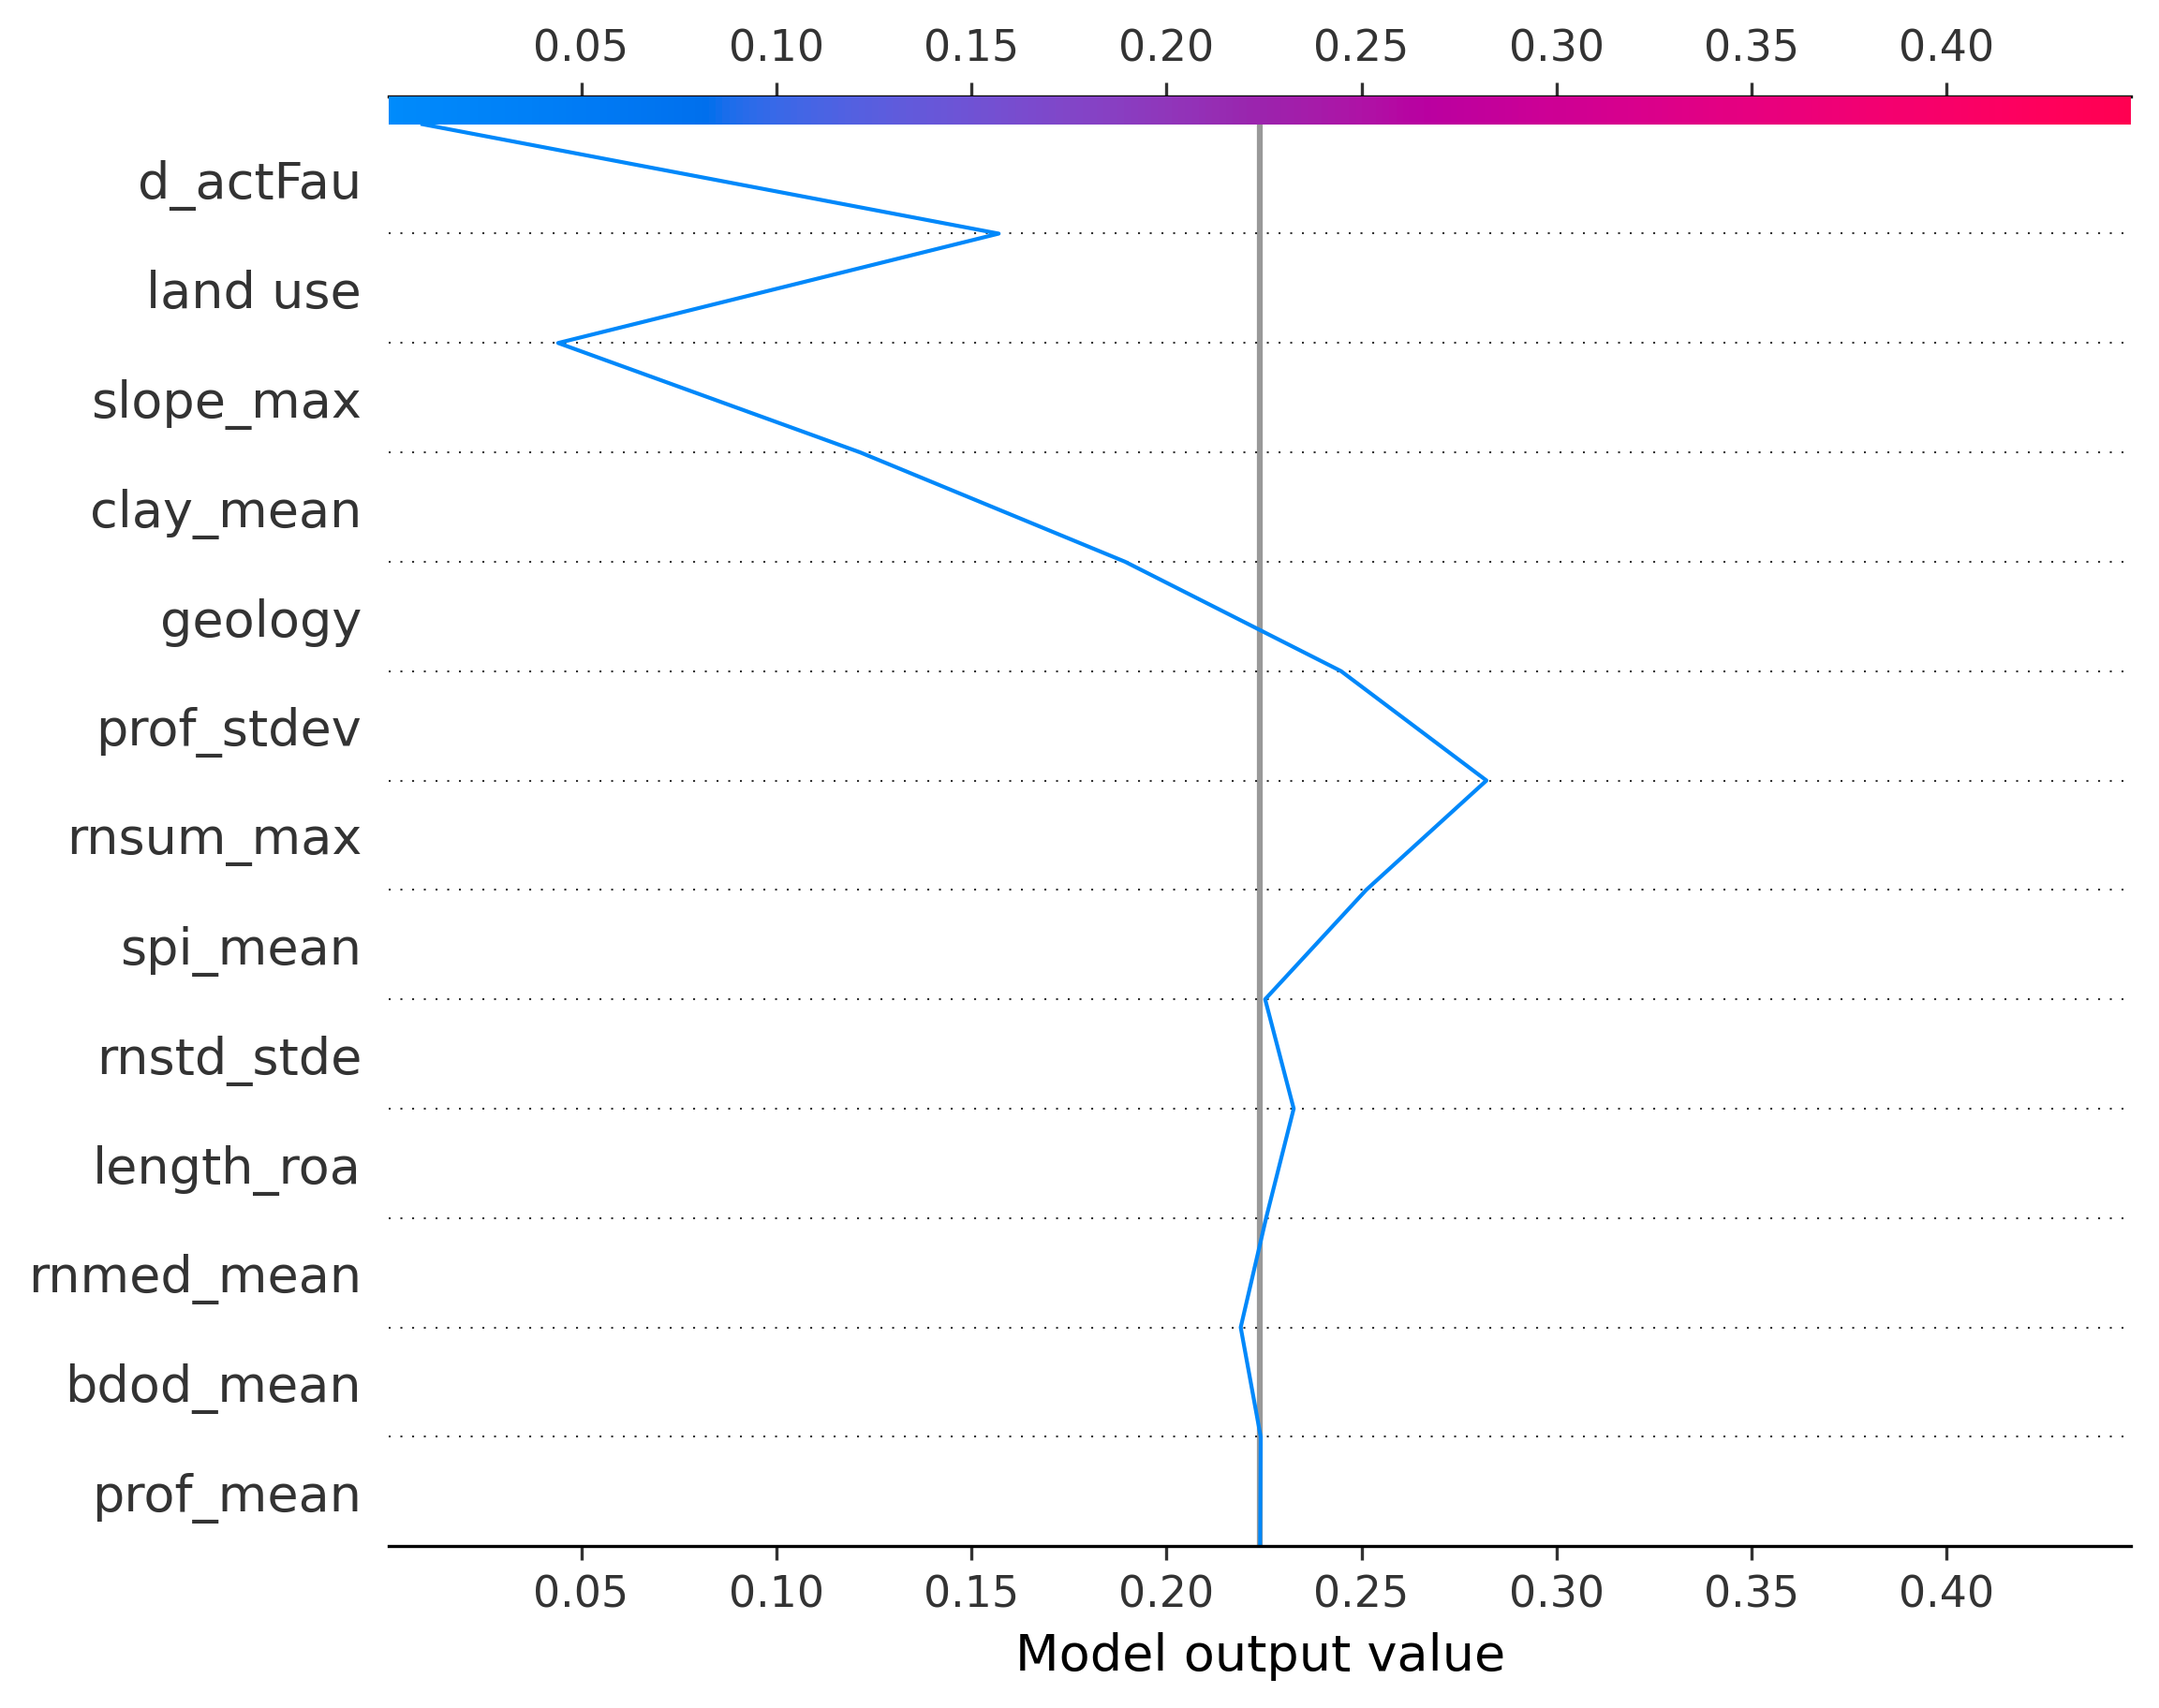 0.05 0.10 0.15 0.20 0.25 0.30 0.35 0.40
d_actFau
land use
slope_max
clay_mean
geology
prof_stdev
rnsum_max
spi_mean
rnstd_stde
length_roa
rnmed_mean
bdod_mean
prof_mean
0.05 0.10 0.15 0.20 0.25 0.30 0.35 0.40
Model output value